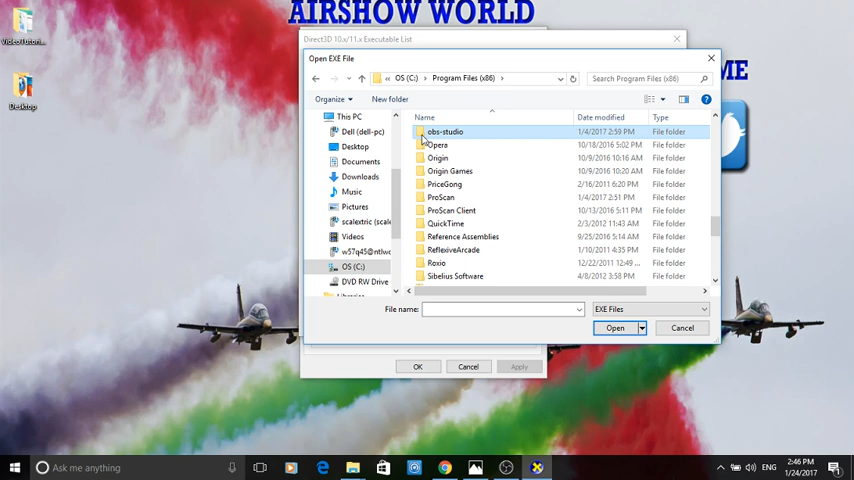 AIRSHOW WORLD
VideoTutori...
Desktop
ME
Direct3D 10.x/11.x Executable List
Open EXE File
« OS (C:) > Program Files (x86) >
Search Program Files (x86)
Organize
New folder
Name
Date modified
Type
This PC
Dell (dell-pc)
Desktop
Documents
Downloads
Music
Pictures
scalextric (scale
Videos
w57q45@ntlwo
OS (C:)
DVD RW Drive
Libraries
obs-studio 1/4/2017 2:59 PM File folder
Opera 10/18/2016 5:02 PM File folder
Origin 10/9/2016 10:16 AM File folder
Origin Games 10/9/2016 10:20 AM File folder
PriceGong 2/16/2011 6:20 PM File folder
ProScan 1/4/2017 2:51 PM File folder
ProScan Client 10/13/2016 5:11 PM File folder
QuickTime 2/3/2012 11:43 AM File folder
Reference Assemblies 9/25/2016 5:14 AM File folder
ReflexiveArcade 1/10/2011 4:35 PM File folder
Roxio 12/22/2011 12:49 ... File folder
Sibelius Software 4/8/2012 3:58 PM File folder
File name:
EXE Files
Open
Cancel
OK
Cancel
Apply
Ask me anything
ENG
2:46 PM
1/24/2017